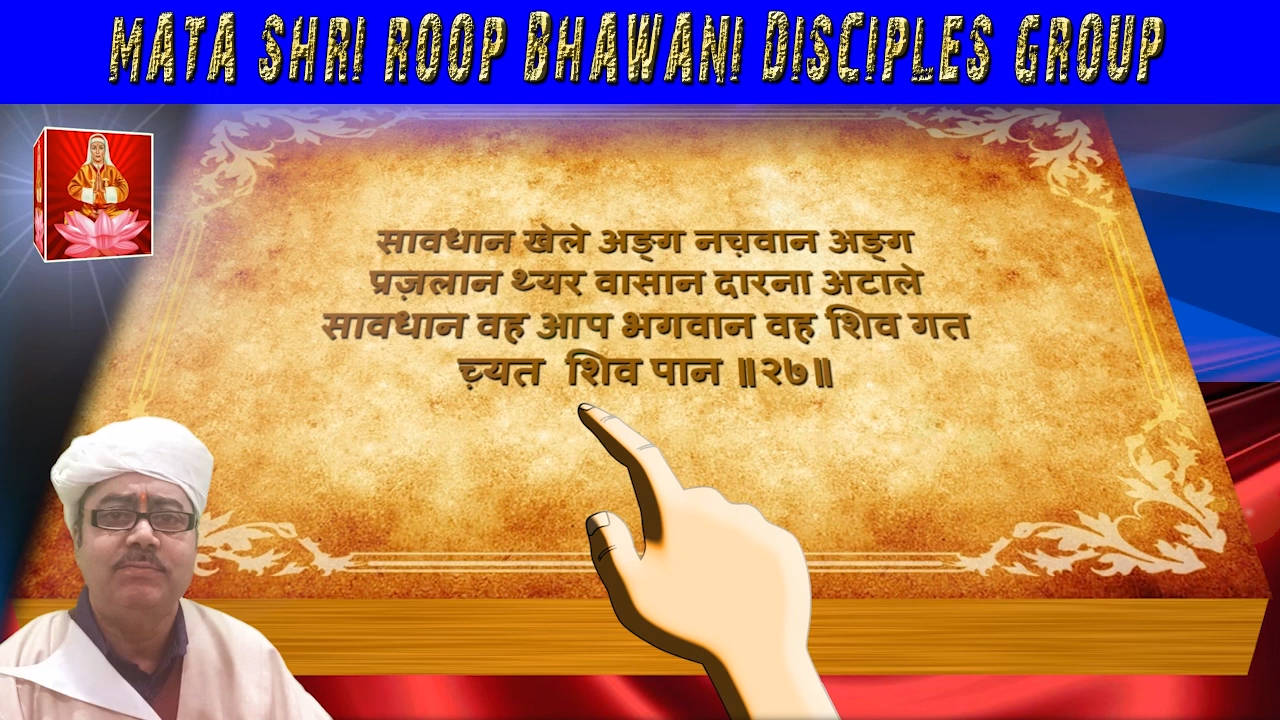 MATA SHRI ROOP BHAWANI DISCIPLES GROUP
सावधान खेले अङ्ग नच़वान अङ्ग
प्रज़लान थ्यर वासान दारना अटाले
सावधान वह आप भगवान वह शिव गत
च़्यत शिव पान ॥२७॥